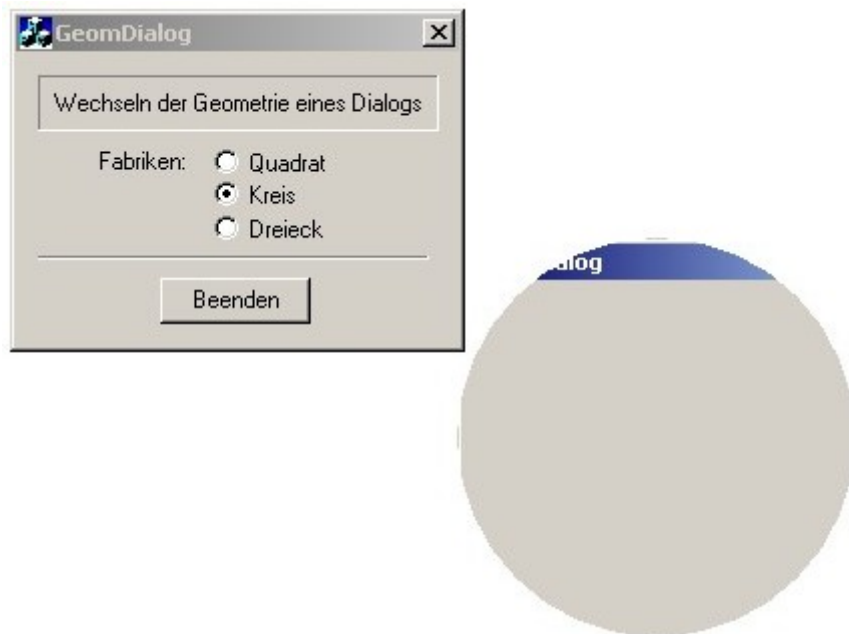 GeomDialog
Wechseln der Geometrie eines Dialogs
Fabriken:
Quadrat
Kreis
Dreieck
Beenden
alog